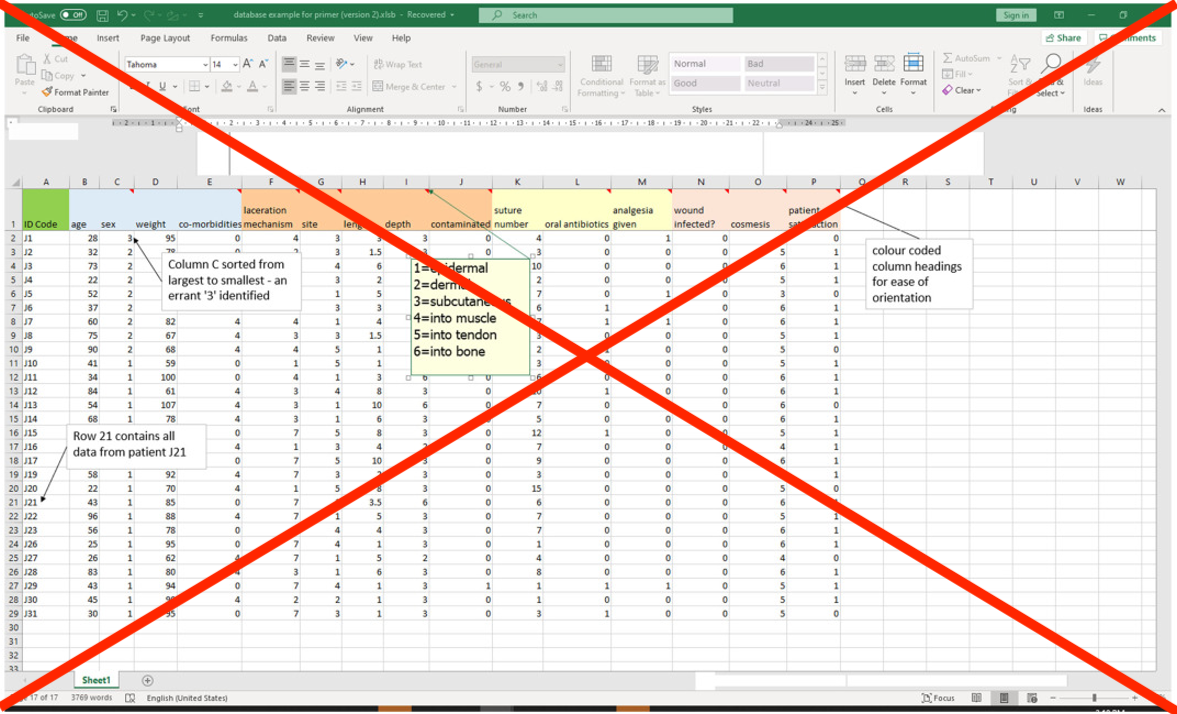 AutoSave Off database example for primer (version 2).xlsb - Recovered Search Sign in
File Home Insert Page Layout Formulas Data Review View Help Share Comments
Cut
Copy
Paste Format Painter
Tahoma 14
Wrap Text
Merge & Center
General
Conditional Formatting Format as Table
Normal Bad
Good Neutral
Insert Delete Format
AutoSum
Fill
Clear
Select
Ideas
Clipboard Font Alignment Number Styles Cells Ideas
A B C D E F G H I J K L M N O P Q R S T U V W
1 ID Code age sex weight co-morbidities laceration mechanism site depth contaminated suture number oral antibiotics analgesia given wound infected? cosmesis patient
2 J1 28 3 95 0 4 3 3 0 4 0 1 0
3 J2 32 2 3 1.5 0 0 0 5 1
4 J3 73 2 4 6 10 0 0 0 6 1
5 J4 22 2 3 2 2 0 0 0 5 1
6 J5 52 2 1 5 7 0 1 0 3 0
7 J6 37 2 3 3 6 1 0 0 6 1
8 J7 60 2 82 4 4 1 4 1 1 0 6 1
9 J8 75 2 67 4 3 3 1.5 3 0 0 5 1
10 J9 90 2 68 4 4 5 1 2 0 0 5 0
11 J10 41 1 59 0 1 5 1 3 0 0 5 1
12 J11 34 1 100 0 4 1 3 6 0 6 0 0 6 1
13 J12 84 1 61 4 3 4 8 3 0 1 0 0 6 1
14 J13 54 1 107 4 3 1 10 6 0 7 0 0 0 6 0
15 J14 68 1 78 4 3 1 6 3 0 5 0 0 0 5 1
16 J15 0 7 5 8 3 0 12 1 0 0 5 1
17 J16 4 1 3 4 0 7 0 0 0 4 1
18 J17 0 7 5 10 0 9 0 0 0 6 1
19 J19 58 1 92 4 7 3 3 0 3 0 0 0 1
20 J20 22 1 70 4 1 5 3 0 15 0 0 0 5 0
21 J21 43 1 85 0 7 3.5 6 0 6 0 0 0 6 1
22 J22 96 1 88 4 7 1 5 3 0 7 0 0 0 5 1
23 J23 56 1 78 0 4 4 3 0 7 0 0 0 6 1
24 J26 25 1 95 0 7 4 1 3 0 1 0 0 0 6 1
25 J27 26 1 62 4 7 1 5 2 0 4 0 0 0 4 0
26 J28 83 1 80 4 3 1 6 3 0 8 0 0 0 6 1
27 J29 43 1 94 0 7 4 1 3 1 1 1 1 0 5 1
28 J30 45 1 4 2 2 1 3 0 1 0 0 0 5 1
29 J31 30 1 95 0 7 3 1 3 0 3 1 0 0 5 0
30
31
32
33
Column C sorted from
largest to smallest - an
errant '3' identified
1=epidermal
2=dermal
3=subcutaneous
4=into muscle
5=into tendon
6=into bone
colour coded
column headings
for ease of
orientation
Row 21 contains all
data from patient J21
Sheet1
17 of 17 3769 words English (United States) Focus